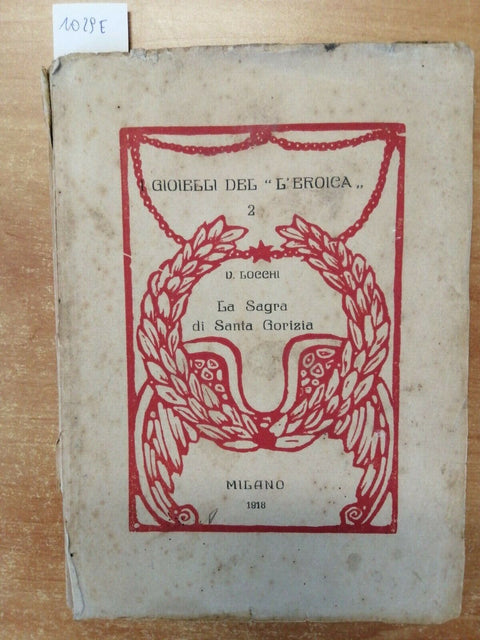 1029E
I GIOIELLI DEL "L'EROICA"
2
V. LOCCHI
La Sagra
di Santa Gorizia
MILANO
1918